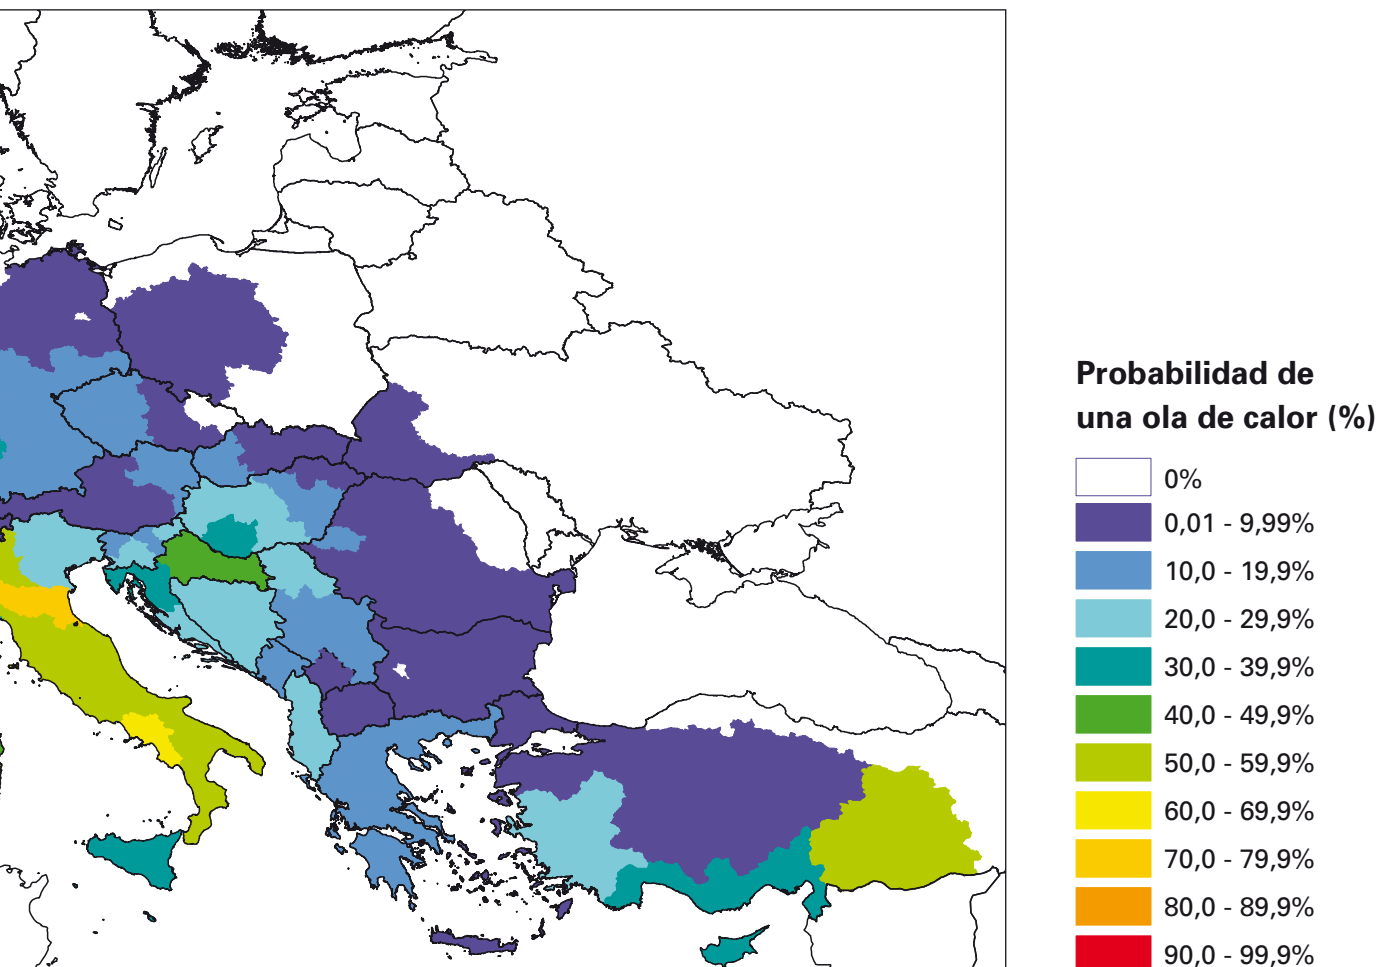 Probabilidad de
una ola de calor (%)
0%
0,01 - 9,99%
10,0 - 19,9%
20,0 - 29,9%
30,0 - 39,9%
40,0 - 49,9%
50,0 - 59,9%
60,0 - 69,9%
70,0 - 79,9%
80,0 - 89,9%
90,0 - 99,9%